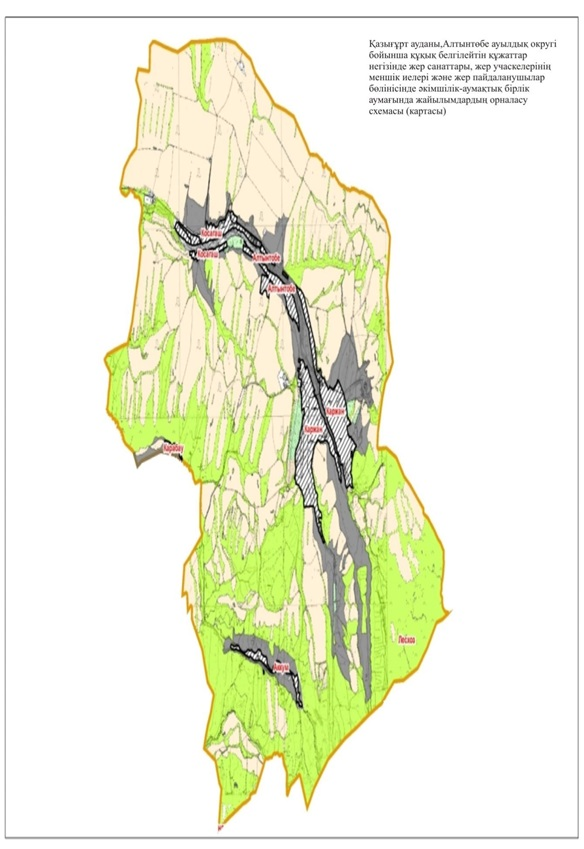 Қазығұрт ауданы,Алтынтөбе ауылдық округі
бойынша құқық белгілейтін құжаттар
негізінде жер санаттары, жер учаскелерінің
меншік иелері және жер пайдаланушылар
бөлінісінде әкімшілік-аумақтық бірлік
аумағында жайылымдардың орналасу
схемасы (картасы)
Косагаш
Косагаш
Алтынтобе
Алтынтобе
Каржан
Каржан
Карабау
Лесхоз
Аккум